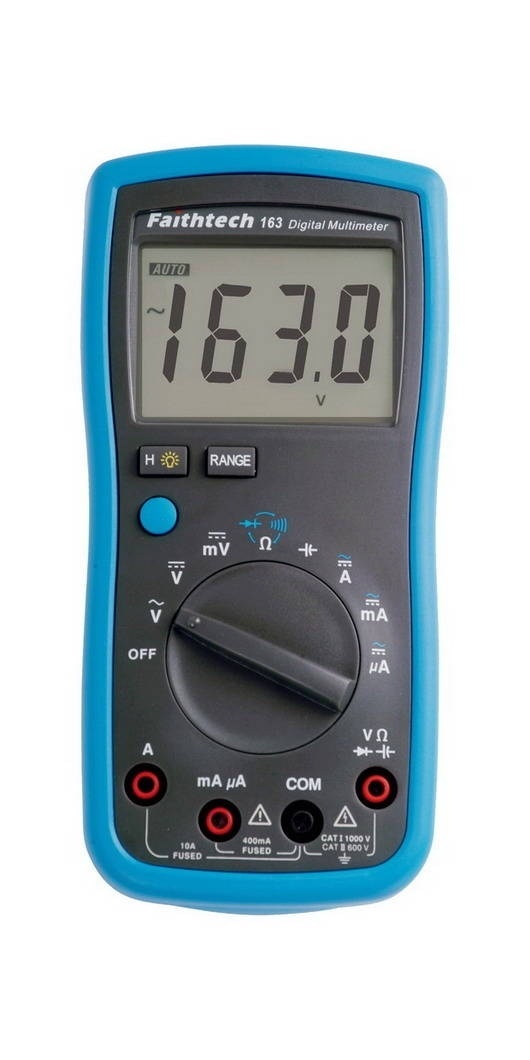 Faithtech 163 Digital Multimeter
AUTO
~163.0
V
H RANGE
mV Ω
V A
V mA
OFF µA
V Ω
A
mA µA COM
10A
FUSED
400mA
FUSED
CAT I 1000 V
CAT II 600 V